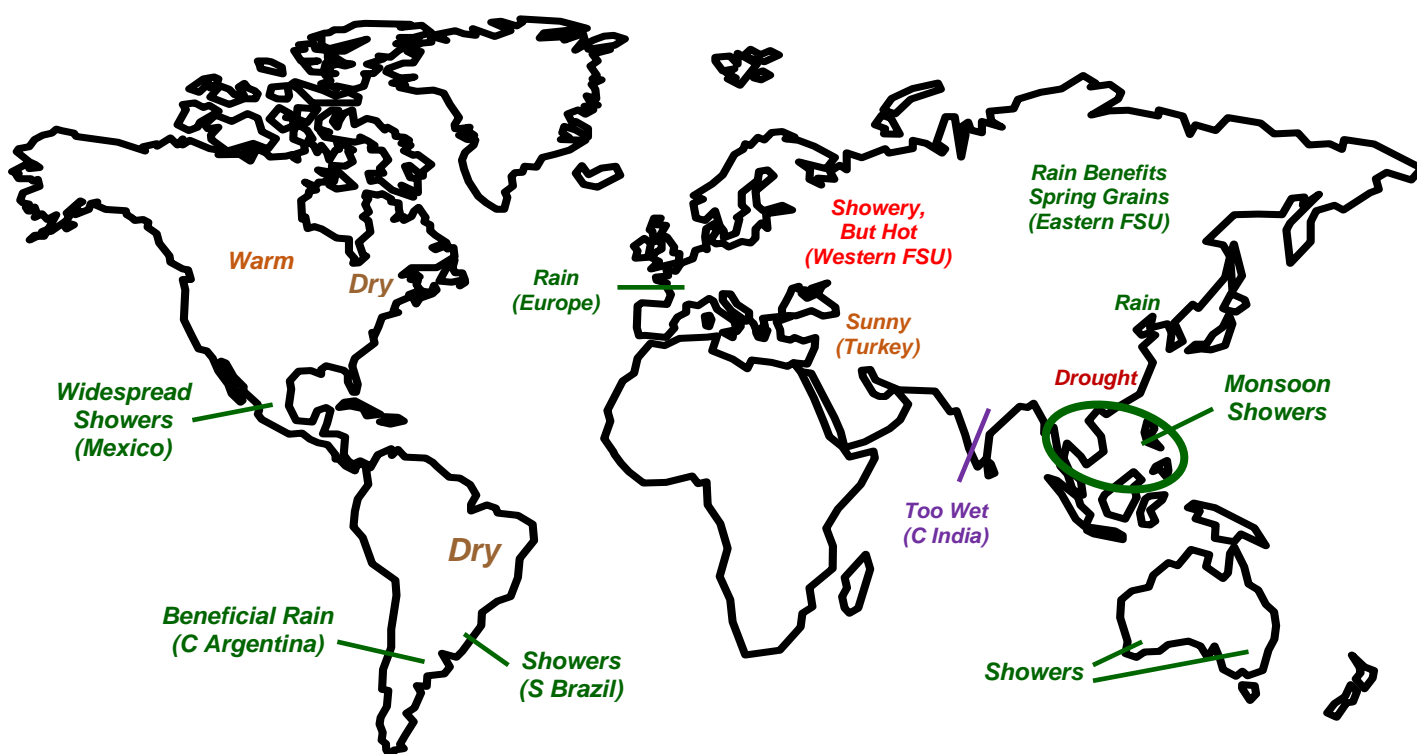 Rain Benefits
Spring Grains
(Eastern FSU)
Showery,
But Hot
(Western FSU)
Warm
Dry
Rain
(Europe)
Rain
Sunny
(Turkey)
Drought
Monsoon
Showers
Widespread
Showers
(Mexico)
Too Wet
(C India)
Dry
Beneficial Rain
(C Argentina)
Showers
(S Brazil)
Showers